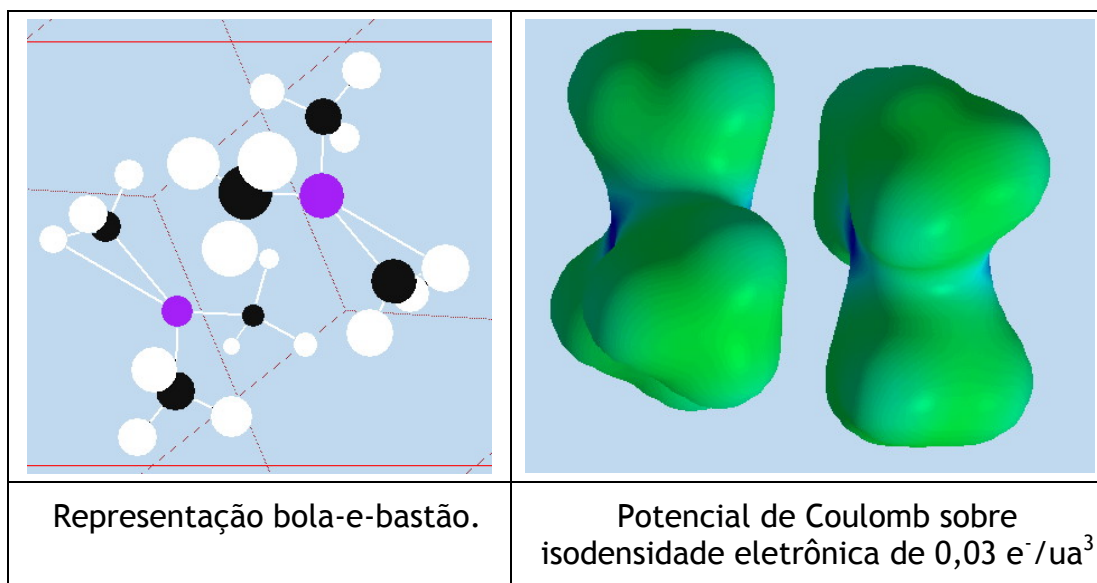 Representação bola-e-bastão.
Potencial de Coulomb sobre
isodensidade eletrônica de 0,03 e⁻/ua³